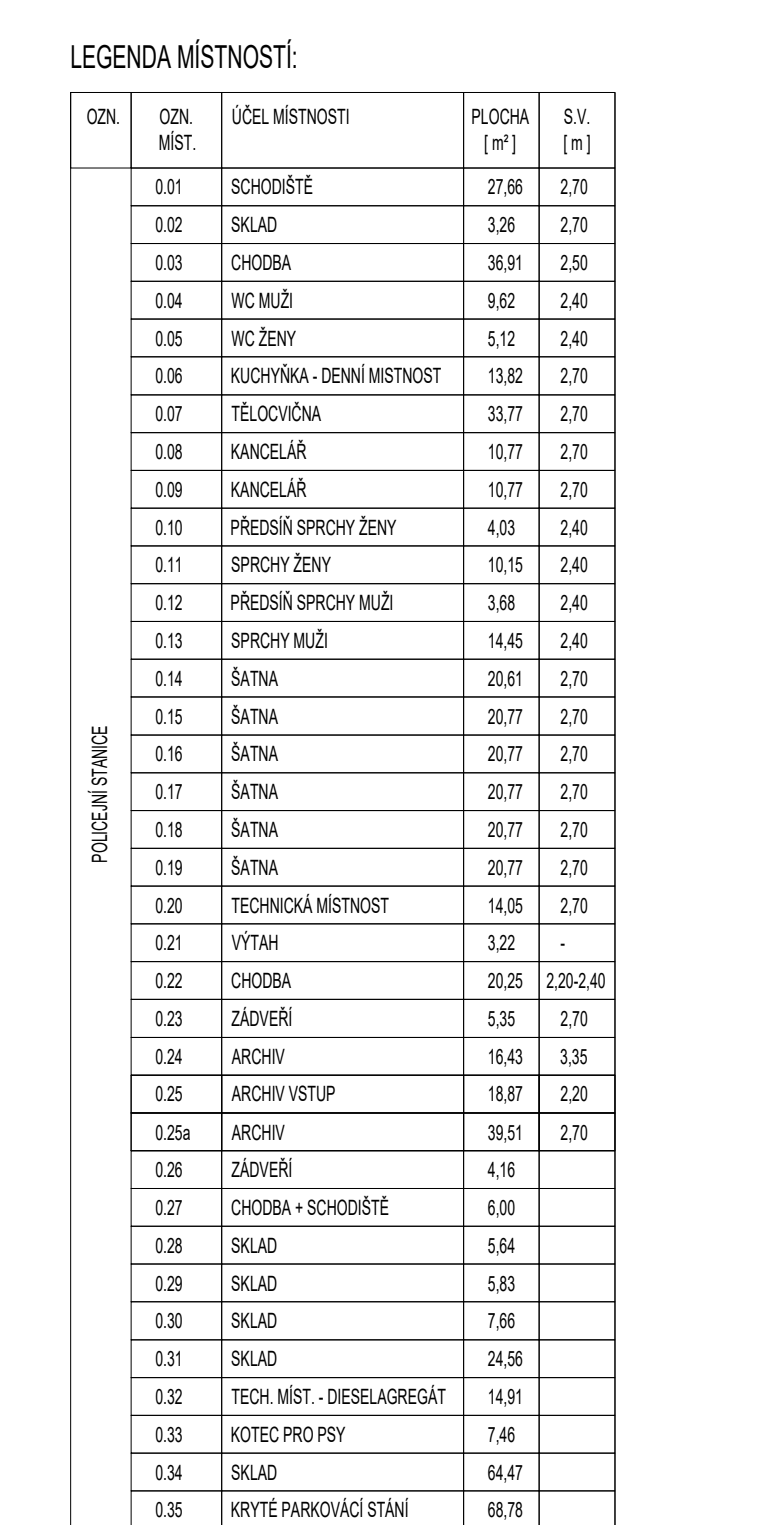 LEGENDA MÍSTNOSTÍ:
OZN. OZN. MÍST. ÚČEL MÍSTNOSTI PLOCHA [ m² ] S.V. [ m ]
POLICEJNÍ STANICE
0.01 SCHODIŠTĚ 27,66 2,70
0.02 SKLAD 3,26 2,70
0.03 CHODBA 36,91 2,50
0.04 WC MUŽI 9,62 2,40
0.05 WC ŽENY 5,12 2,40
0.06 KUCHYŇKA - DENNÍ MISTNOST 13,82 2,70
0.07 TĚLOCVIČNA 33,77 2,70
0.08 KANCELÁŘ 10,77 2,70
0.09 KANCELÁŘ 10,77 2,70
0.10 PŘEDSÍŇ SPRCHY ŽENY 4,03 2,40
0.11 SPRCHY ŽENY 10,15 2,40
0.12 PŘEDSÍŇ SPRCHY MUŽI 3,68 2,40
0.13 SPRCHY MUŽI 14,45 2,40
0.14 ŠATNA 20,61 2,70
0.15 ŠATNA 20,77 2,70
0.16 ŠATNA 20,77 2,70
0.17 ŠATNA 20,77 2,70
0.18 ŠATNA 20,77 2,70
0.19 ŠATNA 20,77 2,70
0.20 TECHNICKÁ MÍSTNOST 14,05 2,70
0.21 VÝTAH 3,22 -
0.22 CHODBA 20,25 2,20-2,40
0.23 ZÁDVEŘÍ 5,35 2,70
0.24 ARCHIV 16,43 3,35
0.25 ARCHIV VSTUP 18,87 2,20
0.25a ARCHIV 39,51 2,70
0.26 ZÁDVEŘÍ 4,16
0.27 CHODBA + SCHODIŠTĚ 6,00
0.28 SKLAD 5,64
0.29 SKLAD 5,83
0.30 SKLAD 7,66
0.31 SKLAD 24,56
0.32 TECH. MÍST. - DIESELAGREGÁT 14,91
0.33 KOTEC PRO PSY 7,46
0.34 SKLAD 64,47
0.35 KRYTÉ PARKOVÁCÍ STÁNÍ 68,78